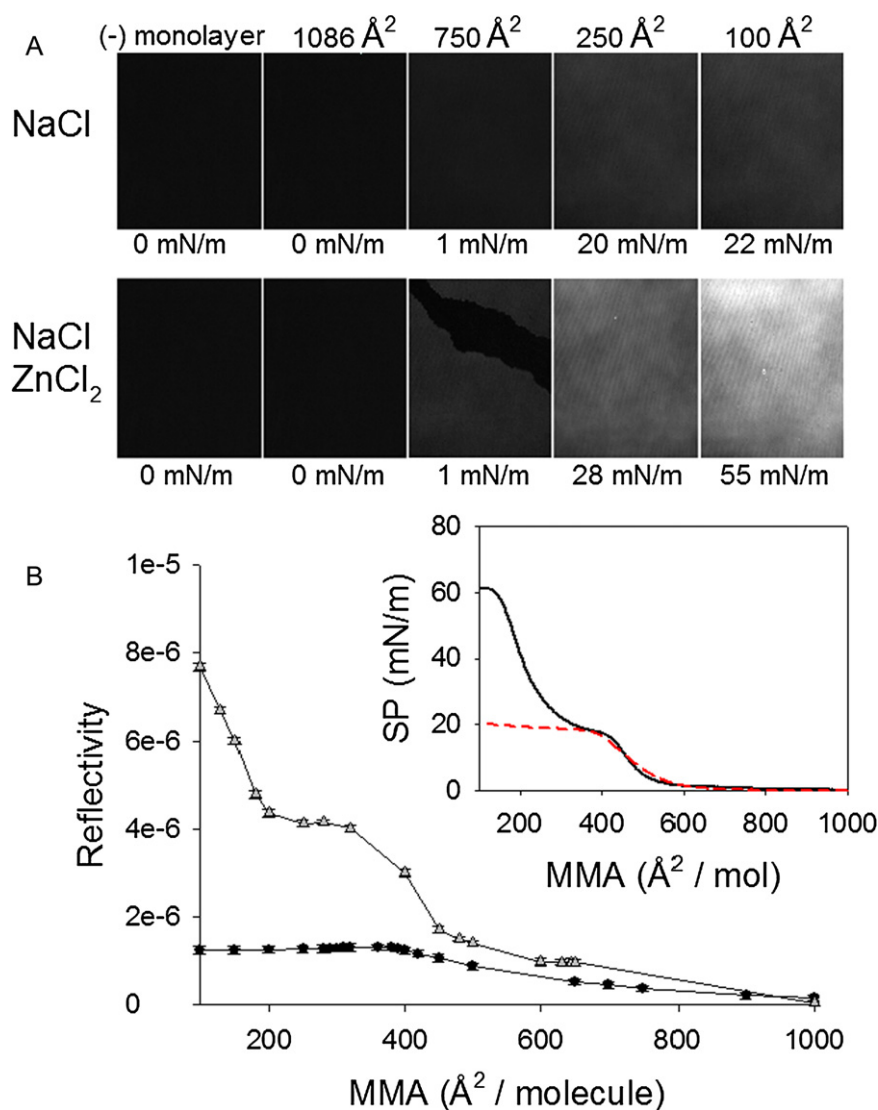 A
(-) monolayer 1086 Å² 750 Å² 250 Å² 100 Å²
NaCl
0 mN/m 0 mN/m 1 mN/m 20 mN/m 22 mN/m
NaCl
ZnCl₂
0 mN/m 0 mN/m 1 mN/m 28 mN/m 55 mN/m
B
Reflectivity
1e-5
8e-6
6e-6
4e-6
2e-6
0
200 400 600 800 1000
MMA (Å² / molecule)
SP (mN/m)
80
60
40
20
0
200 400 600 800 1000
MMA (Å² / mol)